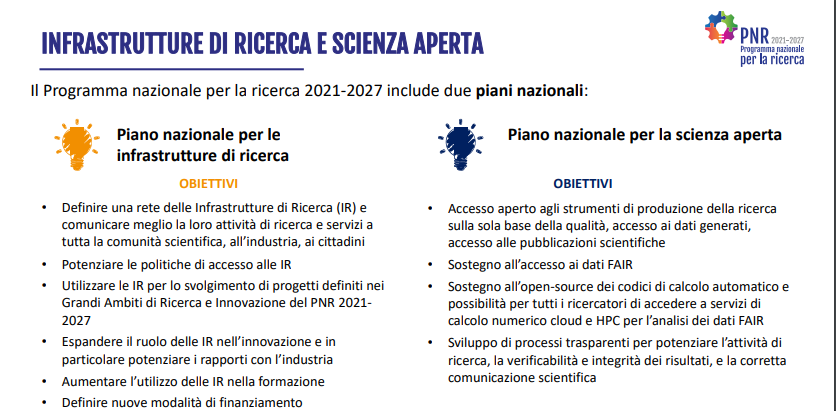 INFRASTRUTTURE DI RICERCA E SCIENZA APERTA
PNR 2021-2027
Programma nazionale
per la ricerca
Il Programma nazionale per la ricerca 2021-2027 include due piani nazionali:
Piano nazionale per le
infrastrutture di ricerca
OBIETTIVI
• Definire una rete delle Infrastrutture di Ricerca (IR) e
comunicare meglio la loro attività di ricerca e servizi a
tutta la comunità scientifica, all'industria, ai cittadini
• Potenziare le politiche di accesso alle IR
• Utilizzare le IR per lo svolgimento di progetti definiti nei
Grandi Ambiti di Ricerca e Innovazione del PNR 2021-
2027
• Espandere il ruolo delle IR nell'innovazione e in
particolare potenziare i rapporti con l'industria
• Aumentare l'utilizzo delle IR nella formazione
• Definire nuove modalità di finanziamento
Piano nazionale per la scienza aperta
OBIETTIVI
• Accesso aperto agli strumenti di produzione della ricerca
sulla sola base della qualità, accesso ai dati generati,
accesso alle pubblicazioni scientifiche
• Sostegno all'accesso ai dati FAIR
• Sostegno all'open-source dei codici di calcolo automatico e
possibilità per tutti i ricercatori di accedere a servizi di
calcolo numerico cloud e HPC per l'analisi dei dati FAIR
• Sviluppo di processi trasparenti per potenziare l'attività di
ricerca, la verificabilità e integrità dei risultati, e la corretta
comunicazione scientifica